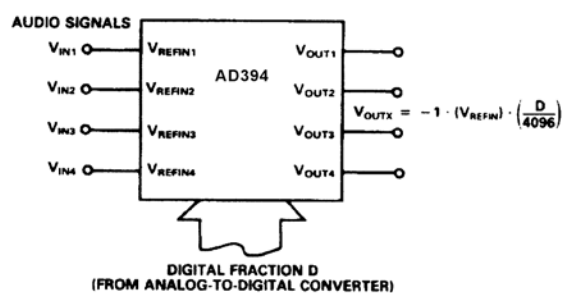 AUDIO SIGNALS
VIN1 VREFIN1 VOUT1
AD394
VIN2 VREFIN2 VOUT2
VOUTX = −1 · (VREFIN) · (D/4096)
VIN3 VREFIN3 VOUT3
VIN4 VREFIN4 VOUT4
DIGITAL FRACTION D
(FROM ANALOG-TO-DIGITAL CONVERTER)